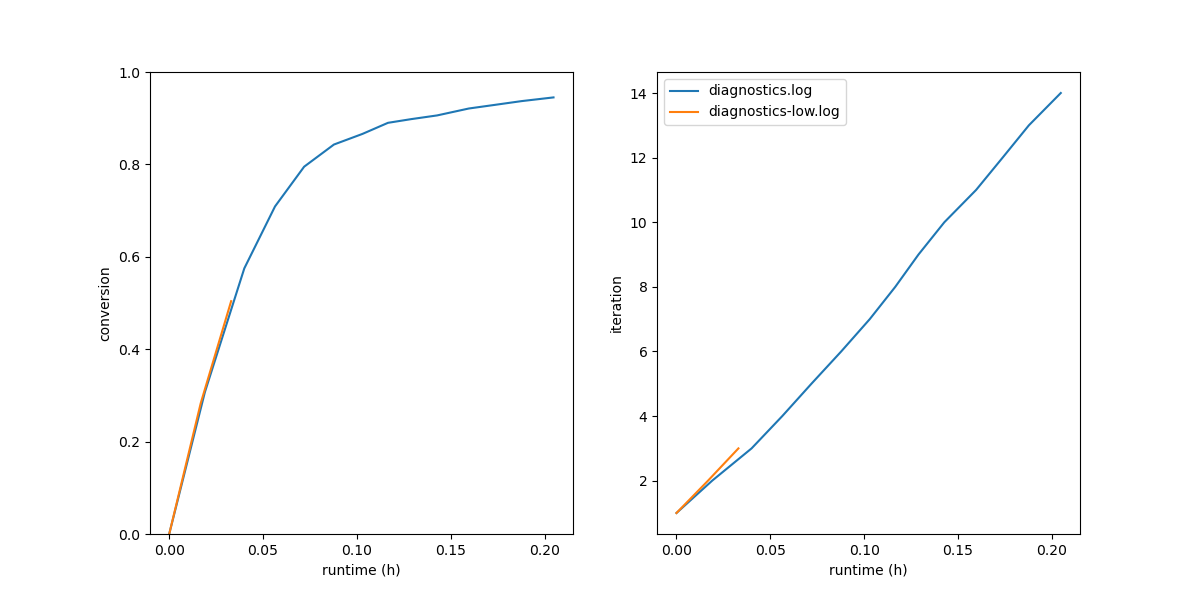 1.0
0.8
0.6
0.4
0.2
0.0
conversion
0.00 0.05 0.10 0.15 0.20
runtime (h)
diagnostics.log
diagnostics-low.log
14
12
10
8
6
4
2
iteration
0.00 0.05 0.10 0.15 0.20
runtime (h)